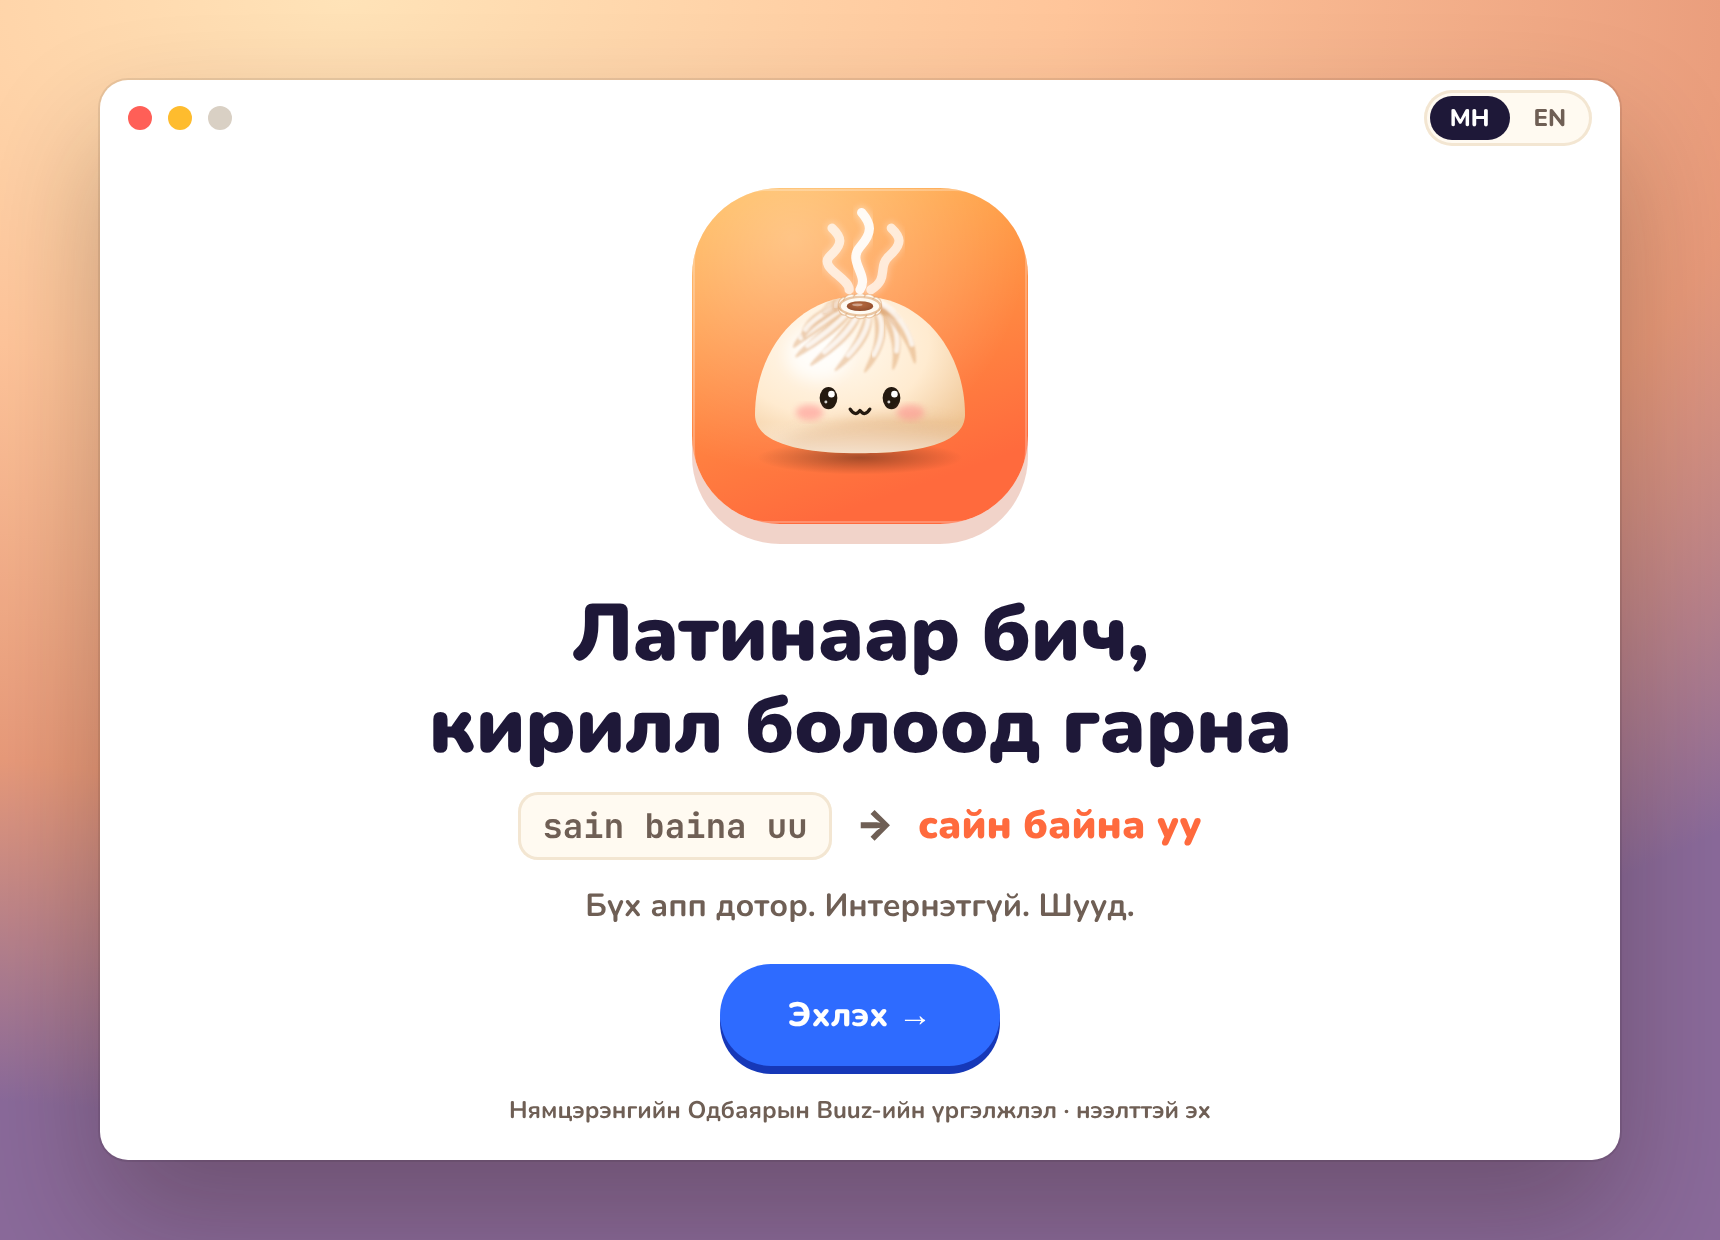 МН EN
Латинаар бич,
кирилл болоод гарна
sain baina uu → сайн байна уу
Бүх апп дотор. Интернэтгүй. Шууд.
Эхлэх →
Нямцэрэнгийн Одбаярын Buuz-ийн үргэлжлэл · нээлттэй эх